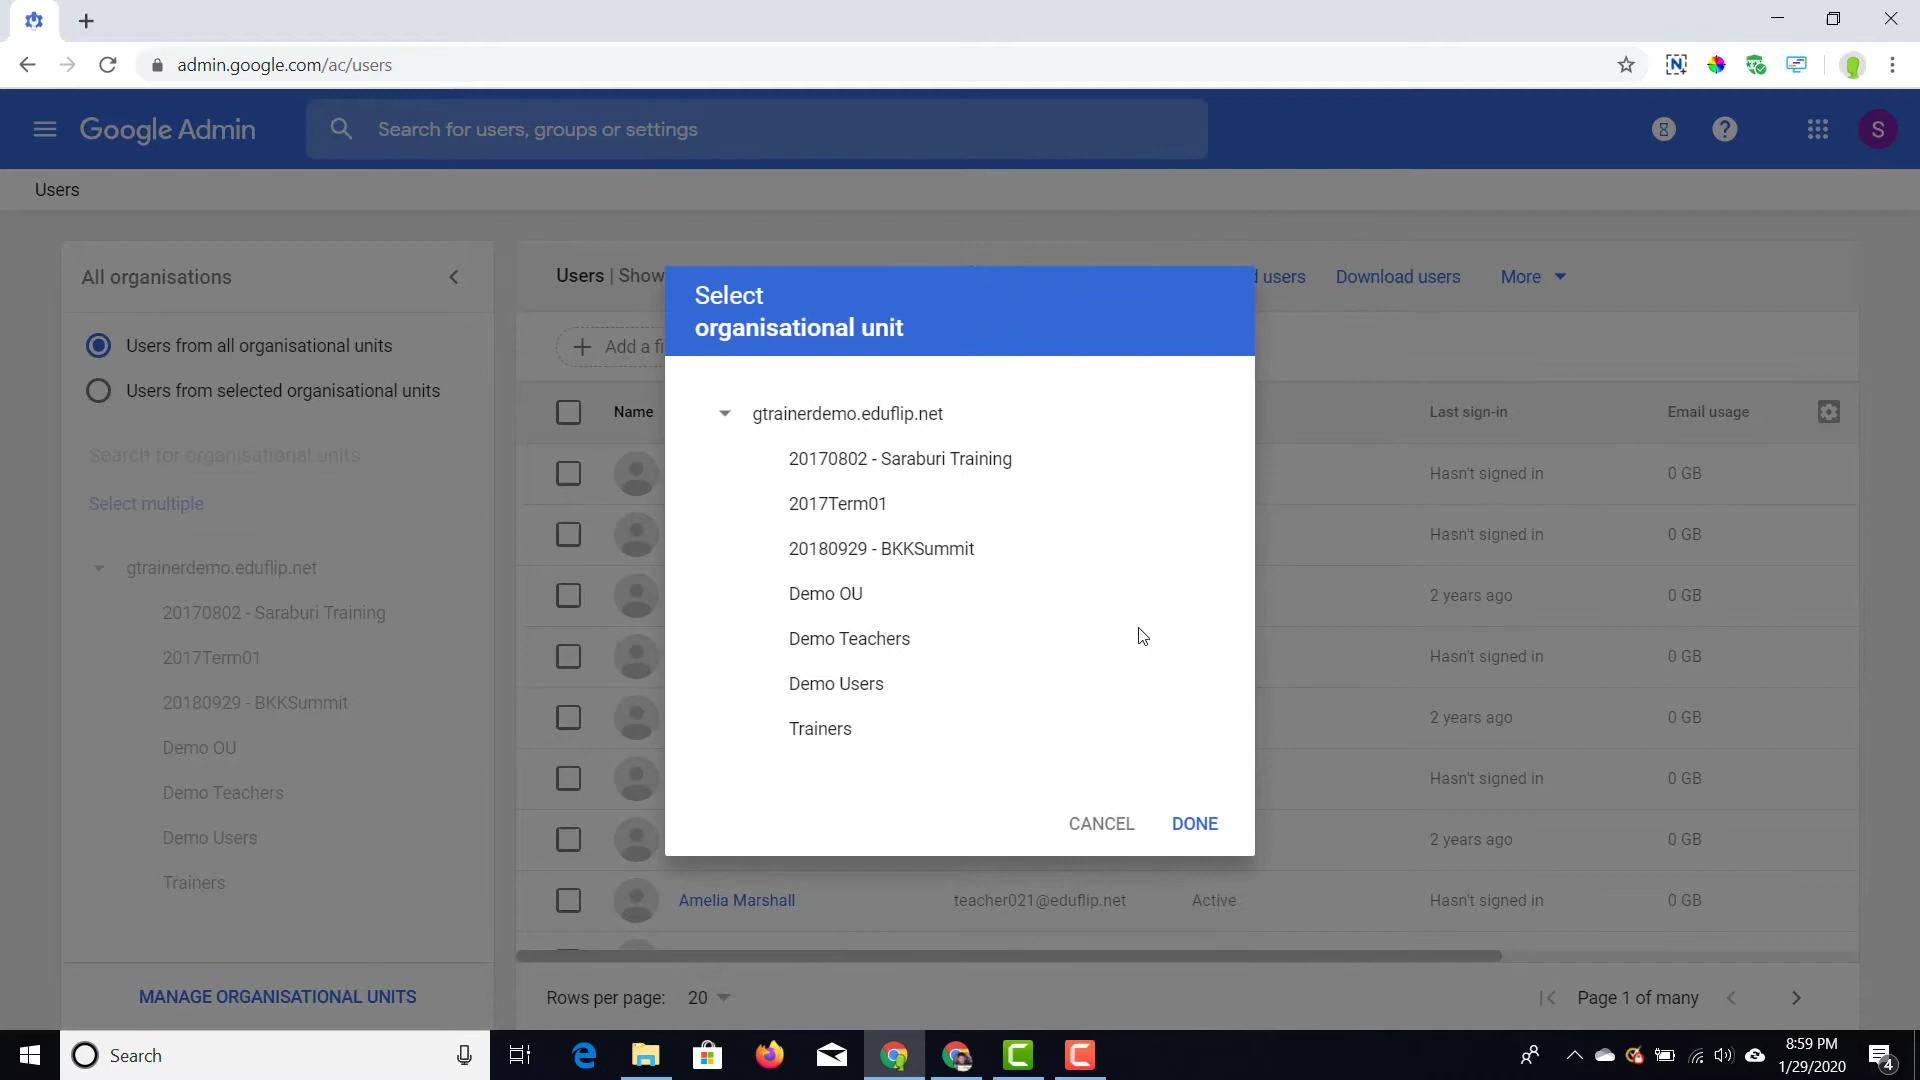 admin.google.com/ac/users
Google Admin
Search for users, groups or settings
S
Users
All organisations
Users from all organisational units
Users from selected organisational units
Search for organisational units
Select multiple
gtrainerdemo.eduflip.net
20170802 - Saraburi Training
2017Term01
20180929 - BKKSummit
Demo OU
Demo Teachers
Demo Users
Trainers
MANAGE ORGANISATIONAL UNITS
Users | Show
users
Download users
More
Add a fi
Name
Last sign-in
Email usage
Hasn't signed in
0 GB
Hasn't signed in
0 GB
2 years ago
0 GB
Hasn't signed in
0 GB
2 years ago
0 GB
Hasn't signed in
0 GB
2 years ago
0 GB
Amelia Marshall
teacher021@eduflip.net
Active
Hasn't signed in
0 GB
Rows per page:
20
Page 1 of many
Select
organisational unit
gtrainerdemo.eduflip.net
20170802 - Saraburi Training
2017Term01
20180929 - BKKSummit
Demo OU
Demo Teachers
Demo Users
Trainers
CANCEL
DONE
Search
8:59 PM
1/29/2020
4